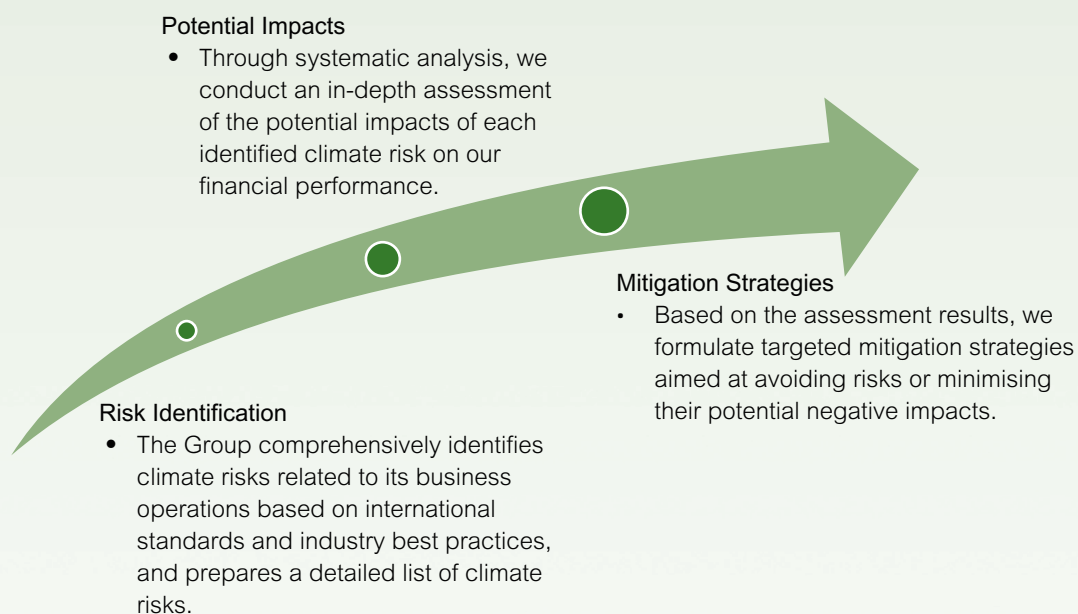 Potential Impacts
• Through systematic analysis, we
conduct an in-depth assessment
of the potential impacts of each
identified climate risk on our
financial performance.
Mitigation Strategies
• Based on the assessment results, we
formulate targeted mitigation strategies
aimed at avoiding risks or minimising
their potential negative impacts.
Risk Identification
• The Group comprehensively identifies
climate risks related to its business
operations based on international
standards and industry best practices,
and prepares a detailed list of climate
risks.